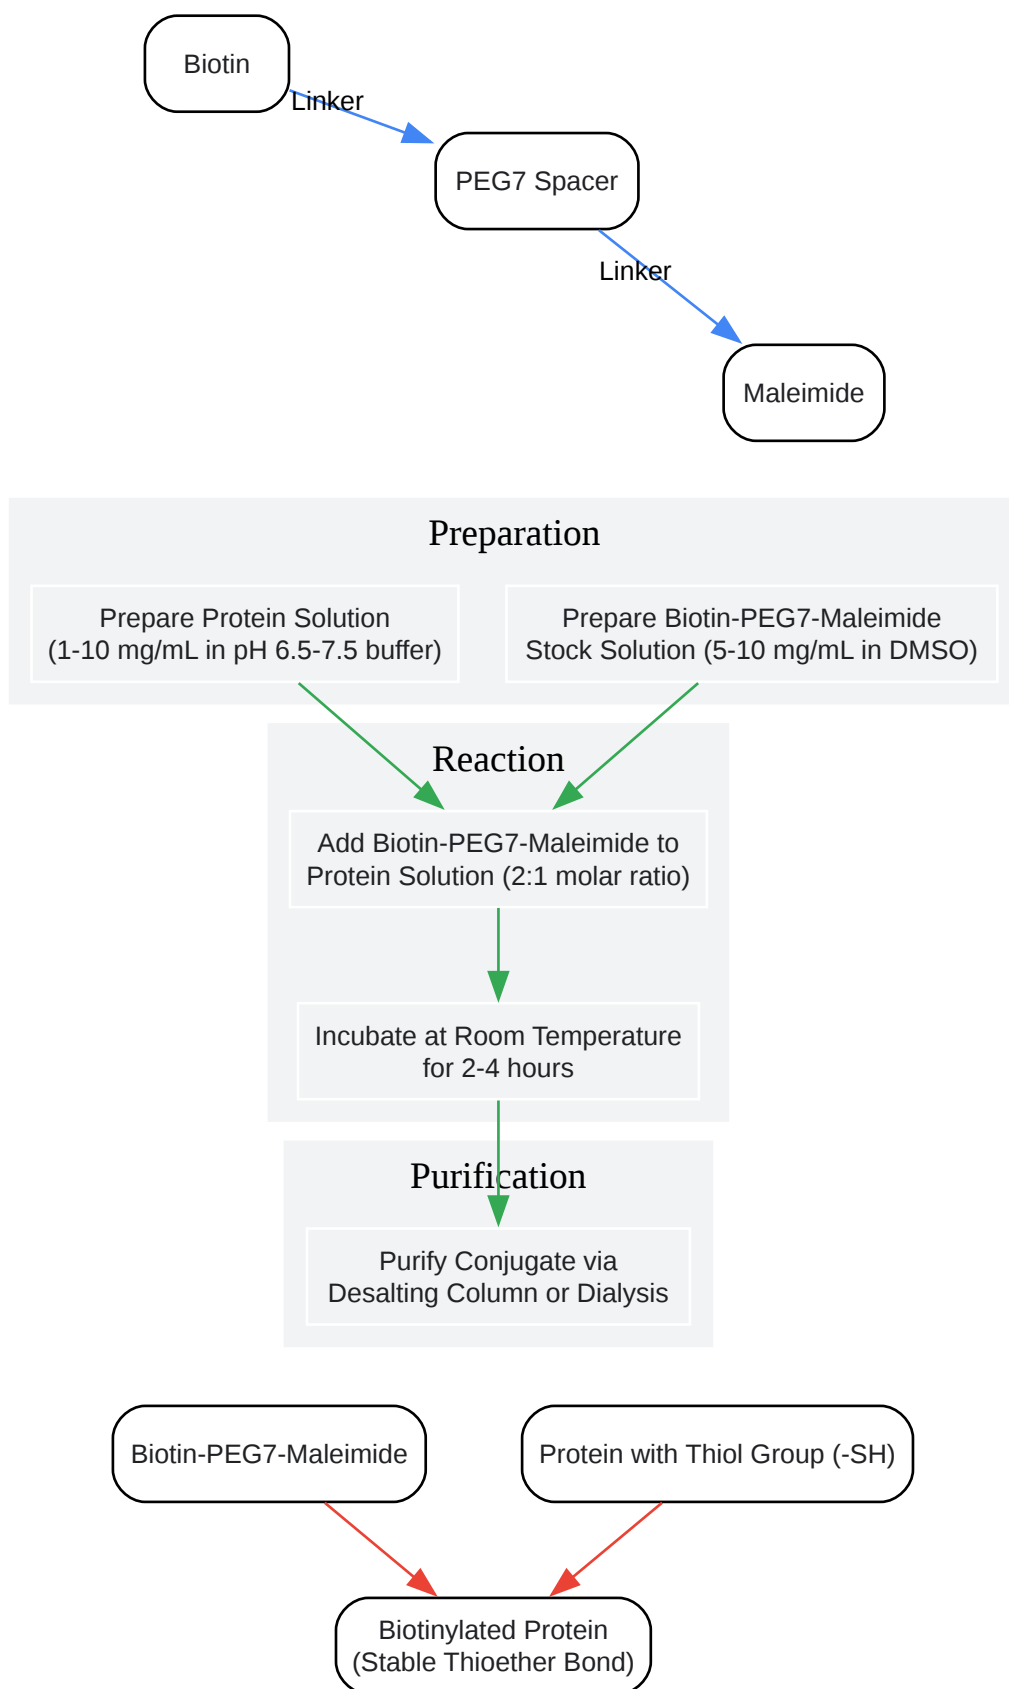 Biotin
Linker
PEG7 Spacer
Linker
Maleimide
Preparation
Prepare Protein Solution
(1-10 mg/mL in pH 6.5-7.5 buffer)
Prepare Biotin-PEG7-Maleimide
Stock Solution (5-10 mg/mL in DMSO)
Reaction
Add Biotin-PEG7-Maleimide to
Protein Solution (2:1 molar ratio)
Incubate at Room Temperature
for 2-4 hours
Purification
Purify Conjugate via
Desalting Column or Dialysis
Biotin-PEG7-Maleimide
Protein with Thiol Group (-SH)
Biotinylated Protein
(Stable Thioether Bond)